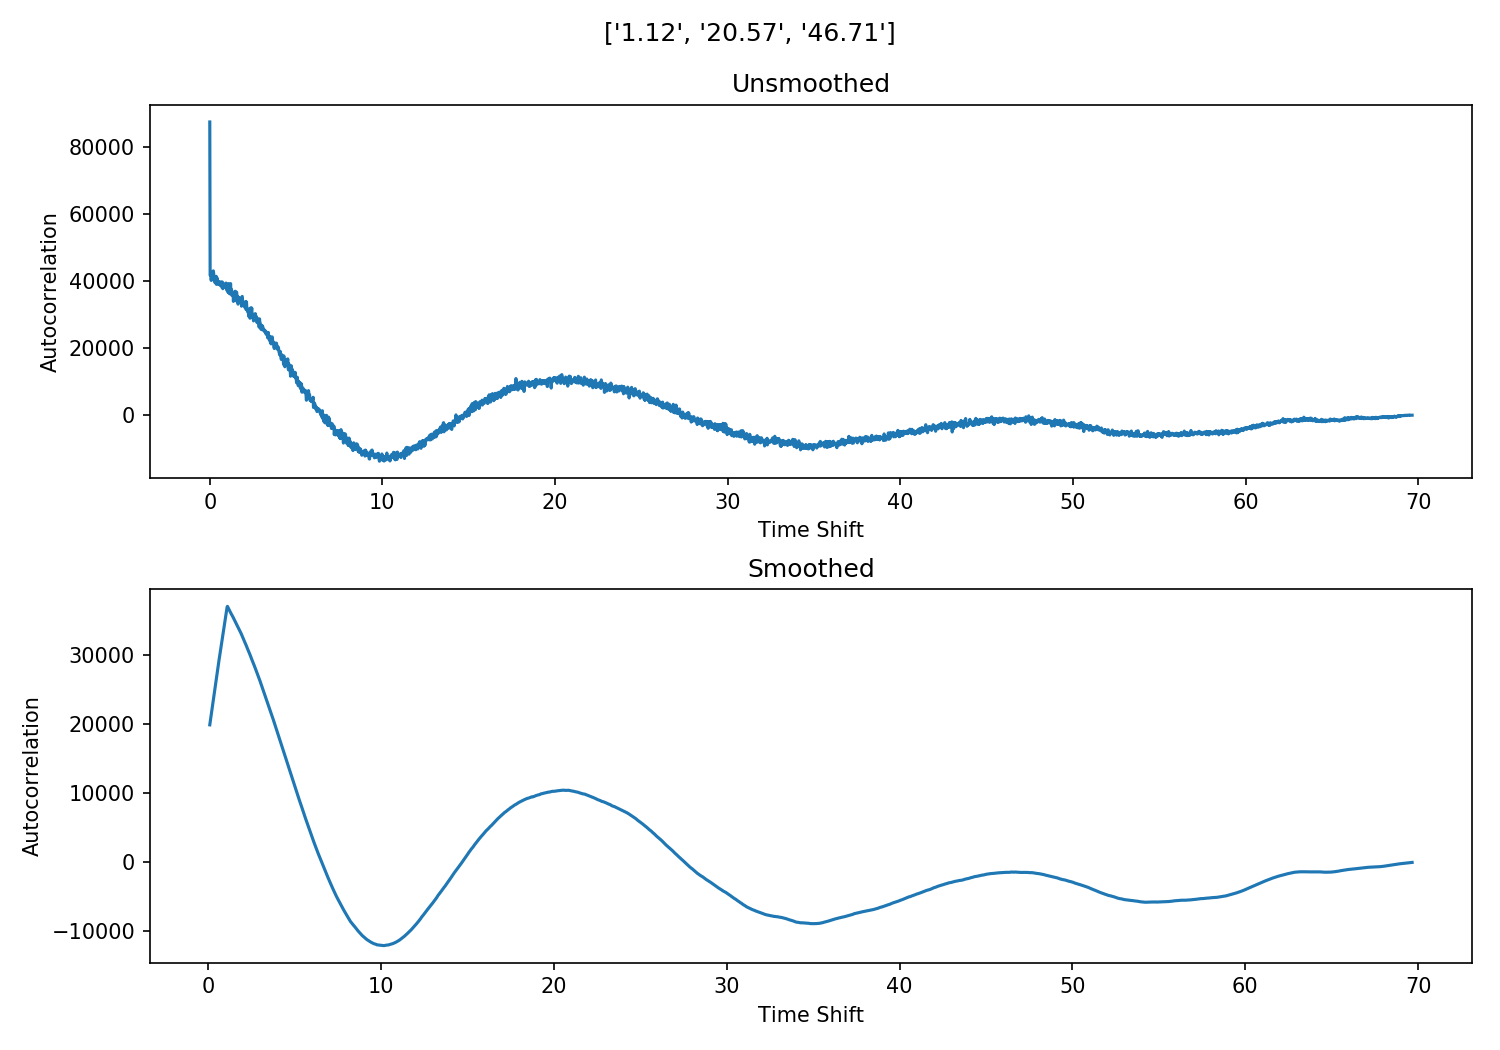 ['1.12', '20.57', '46.71']
Unsmoothed
Autocorrelation
80000
60000
40000
20000
0
0 10 20 30 40 50 60 70
Time Shift
Smoothed
Autocorrelation
30000
20000
10000
0
−10000
0 10 20 30 40 50 60 70
Time Shift